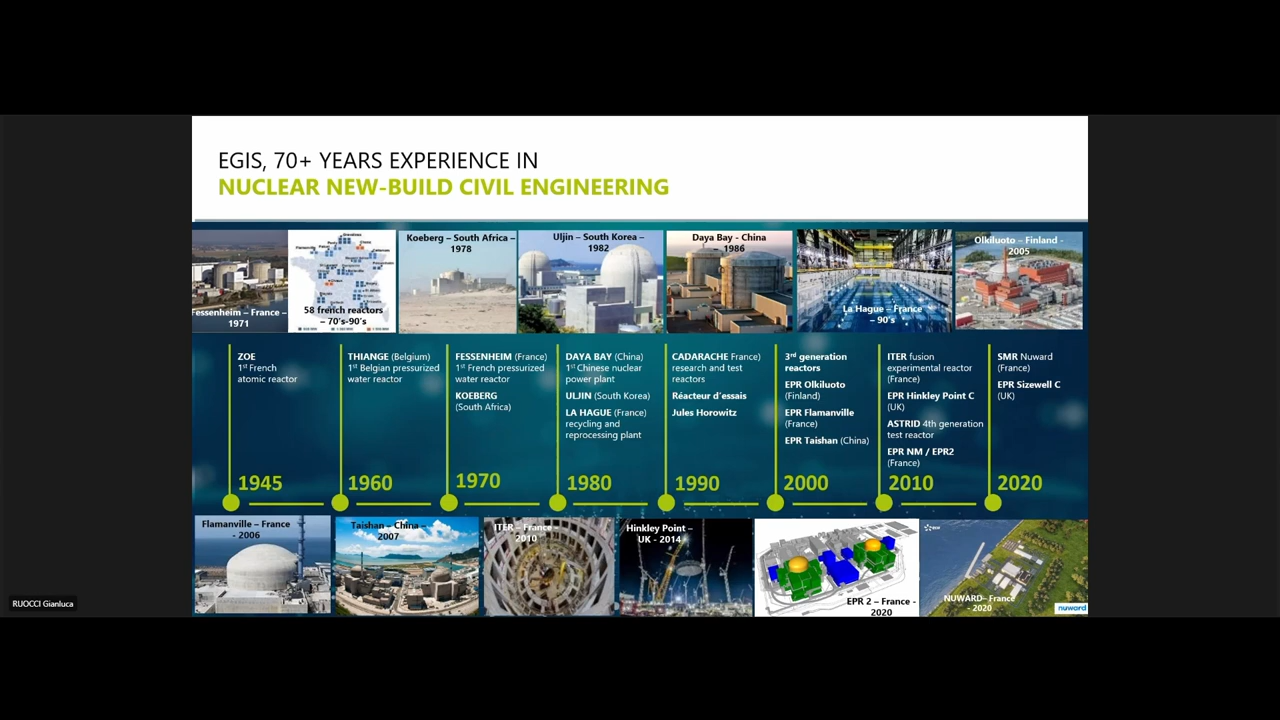 EGIS, 70+ YEARS EXPERIENCE IN
NUCLEAR NEW-BUILD CIVIL ENGINEERING
Fessenheim – France –
1971
58 french reactors
– 70's-90's
Koeberg – South Africa –
1978
Uljin – South Korea –
1982
Daya Bay - China
– 1986
La Hague – France
– 90's
Olkiluoto – Finland -
2005
ZOE
1st French
atomic reactor
1945
THIANGE (Belgium)
1st Belgian pressurized
water reactor
1960
FESSENHEIM (France)
1st French pressurized
water reactor
KOEBERG
(South Africa)
1970
DAYA BAY (China)
1st Chinese nuclear
power plant
ULJIN (South Korea)
LA HAGUE (France)
recycling and
reprocessing plant
1980
CADARACHE France)
research and test
reactors
Réacteur d'essais
Jules Horowitz
1990
3rd generation
reactors
EPR Olkiluoto
(Finland)
EPR Flamanville
(France)
EPR Taishan (China)
2000
ITER fusion
experimental reactor
(France)
EPR Hinkley Point C
(UK)
ASTRID 4th generation
test reactor
EPR NM / EPR2
(France)
2010
SMR Nuward
(France)
EPR Sizewell C
(UK)
2020
Flamanville – France
- 2006
Taishan – China –
2007
ITER – France –
2010
Hinkley Point –
UK - 2014
EPR 2 – France -
2020
NUWARD– France
- 2020
nuward
RUOCCI Gianluca